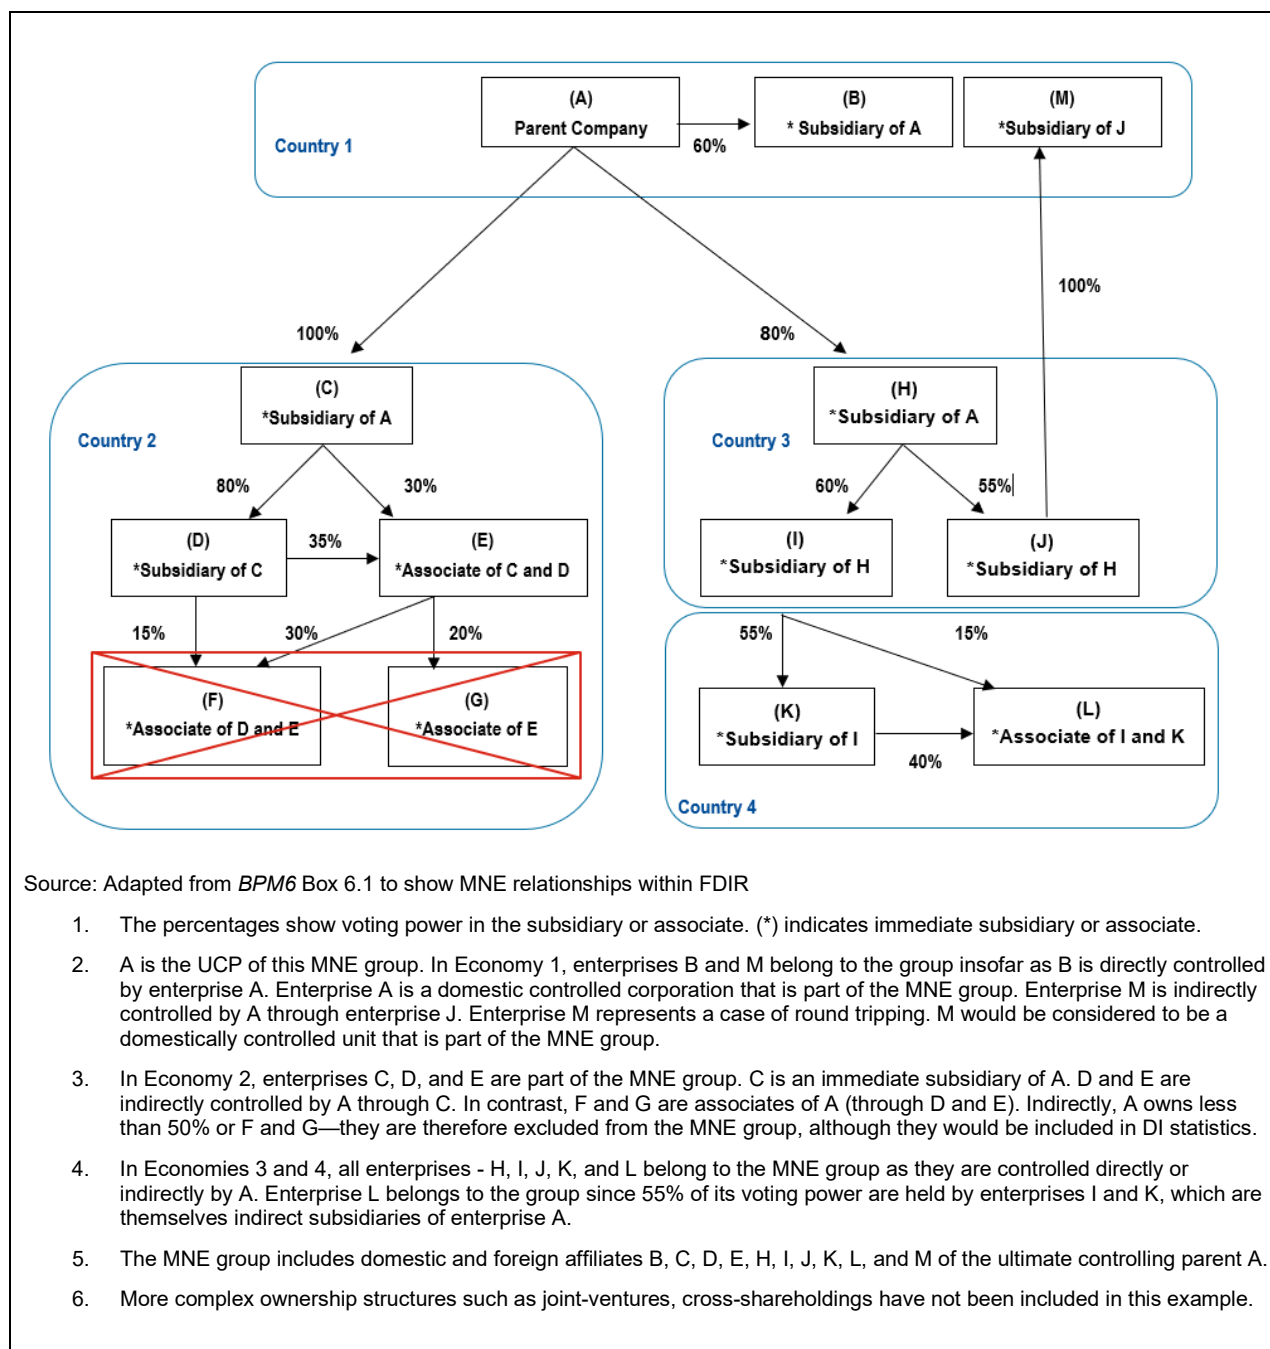 (A)
Parent Company
(B)
* Subsidiary of A
(M)
*Subsidiary of J
60%
Country 1
100%
100%
80%
(C)
*Subsidiary of A
Country 2
(H)
*Subsidiary of A
Country 3
80%
30%
60%
55%
(D)
*Subsidiary of C
35%
(E)
*Associate of C and D
(I)
*Subsidiary of H
(J)
*Subsidiary of H
15%
30%
20%
55%
15%
(F)
*Associate of D and E
(G)
*Associate of E
(K)
*Subsidiary of I
(L)
*Associate of I and K
40%
Country 4
Source: Adapted from BPM6 Box 6.1 to show MNE relationships within FDIR
1. The percentages show voting power in the subsidiary or associate. (*) indicates immediate subsidiary or associate.
2. A is the UCP of this MNE group. In Economy 1, enterprises B and M belong to the group insofar as B is directly controlled
by enterprise A. Enterprise A is a domestic controlled corporation that is part of the MNE group. Enterprise M is indirectly
controlled by A through enterprise J. Enterprise M represents a case of round tripping. M would be considered to be a
domestically controlled unit that is part of the MNE group.
3. In Economy 2, enterprises C, D, and E are part of the MNE group. C is an immediate subsidiary of A. D and E are
indirectly controlled by A through C. In contrast, F and G are associates of A (through D and E). Indirectly, A owns less
than 50% or F and G—they are therefore excluded from the MNE group, although they would be included in DI statistics.
4. In Economies 3 and 4, all enterprises - H, I, J, K, and L belong to the MNE group as they are controlled directly or
indirectly by A. Enterprise L belongs to the group since 55% of its voting power are held by enterprises I and K, which are
themselves indirect subsidiaries of enterprise A.
5. The MNE group includes domestic and foreign affiliates B, C, D, E, H, I, J, K, L, and M of the ultimate controlling parent A.
6. More complex ownership structures such as joint-ventures, cross-shareholdings have not been included in this example.